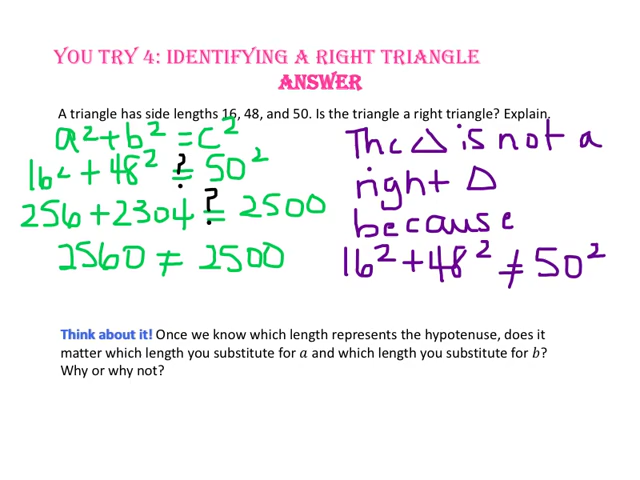 YOU TRY 4: IDENTIFYING A RIGHT TRIANGLE
ANSWER
A triangle has side lengths 16, 48, and 50. Is the triangle a right triangle? Explain.
a² + b² = c²
16² + 48² ≟ 50²
256 + 2304 ≟ 2500
2560 ≠ 2500
The △ is not a
right △
because
16² + 48² ≠ 50²
Think about it! Once we know which length represents the hypotenuse, does it
matter which length you substitute for a and which length you substitute for b?
Why or why not?